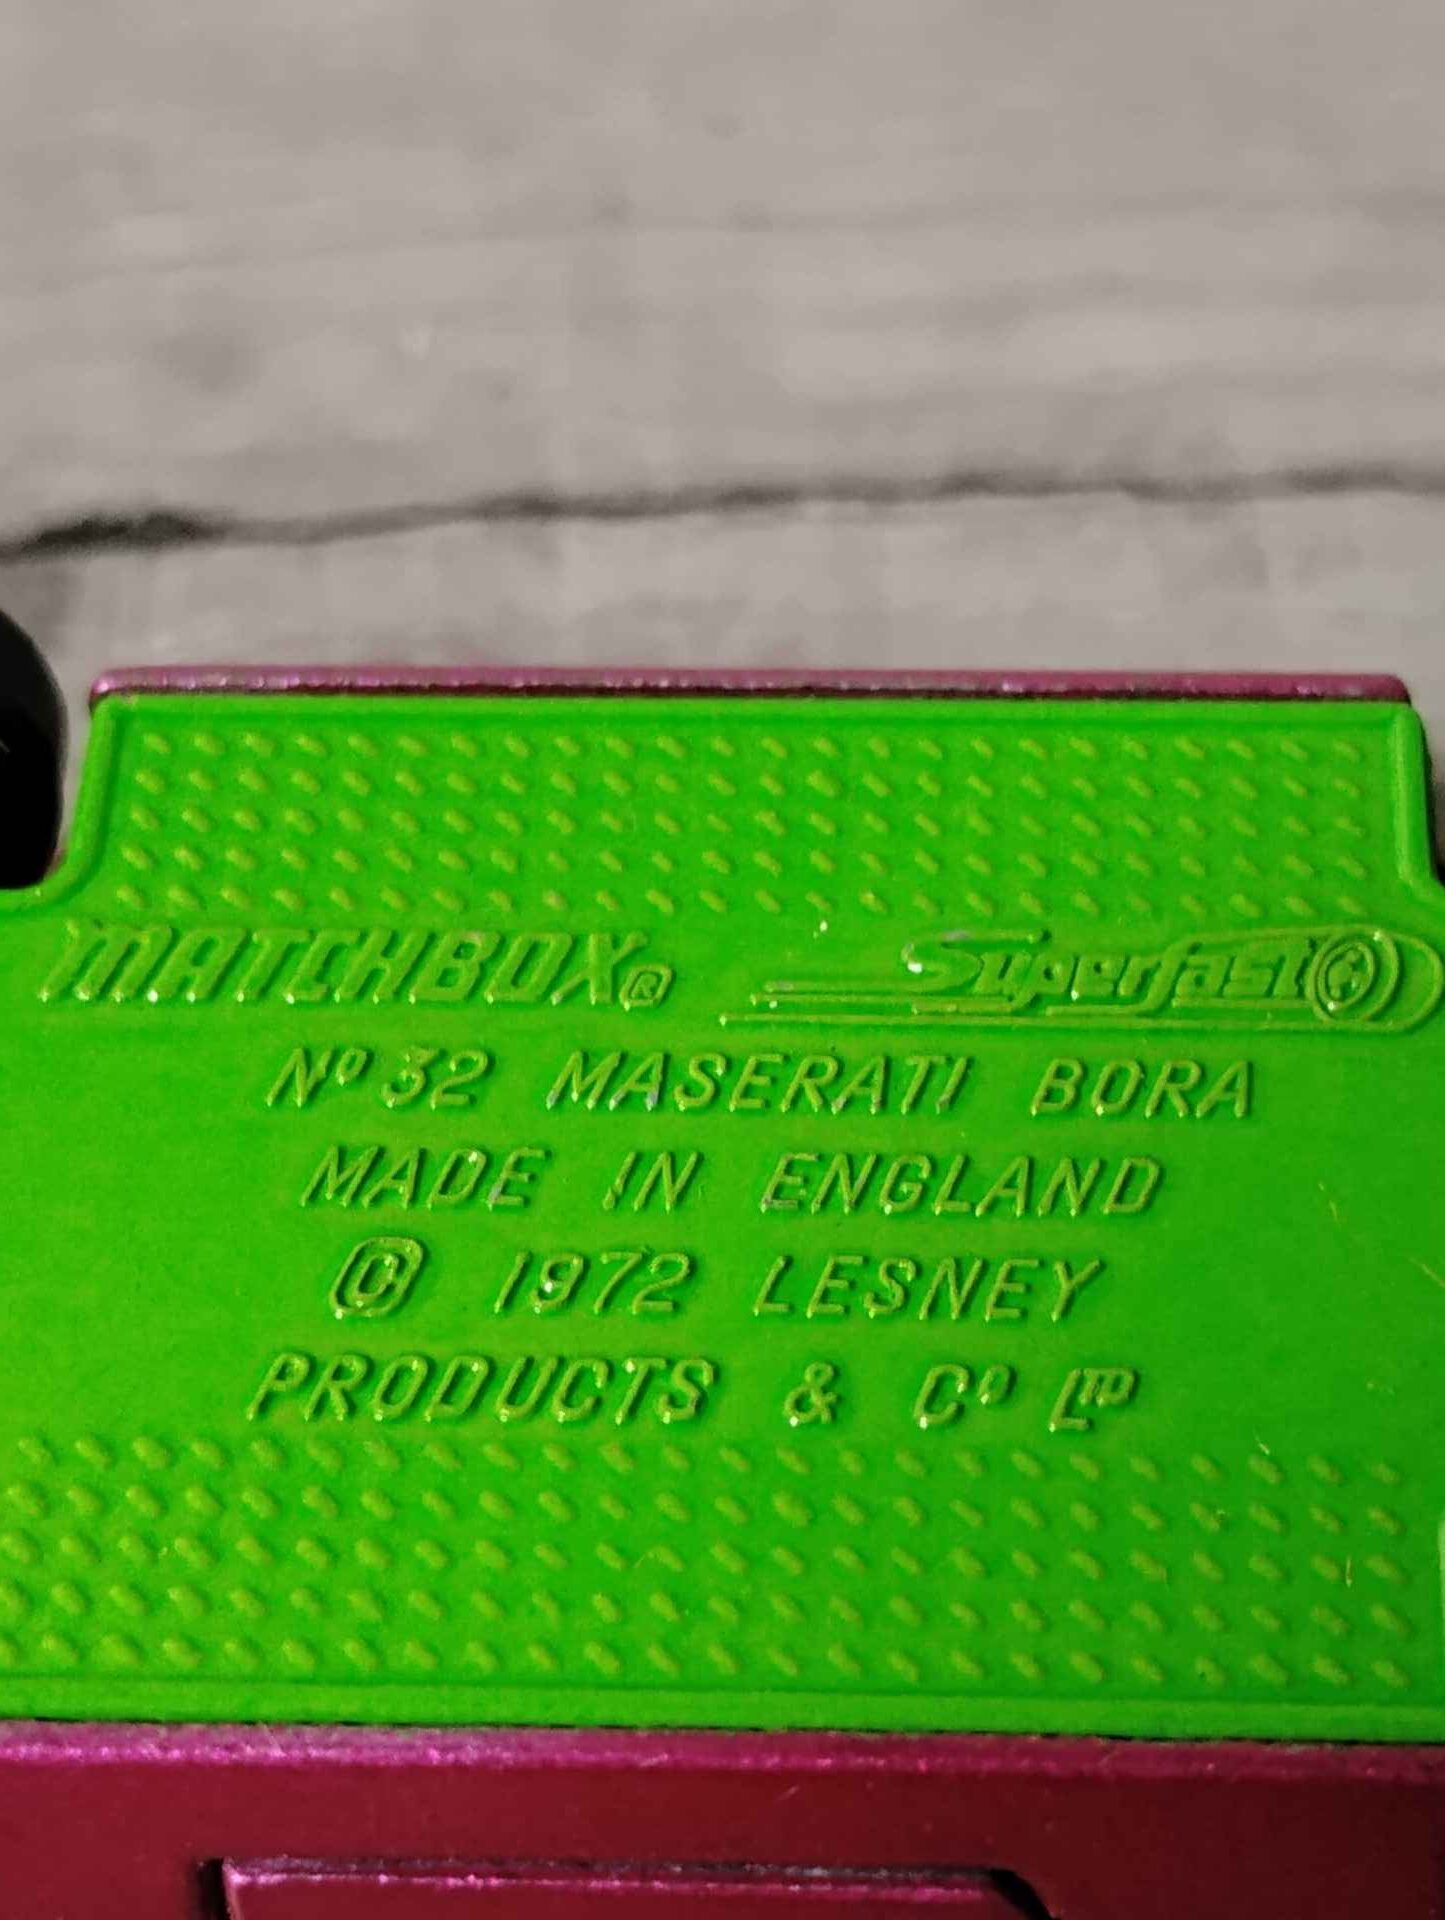 MATCHBOX® Superfast
Nº 32 MASERATI BORA
MADE IN ENGLAND
© 1972 LESNEY
PRODUCTS & Cº Lᵀᴰ